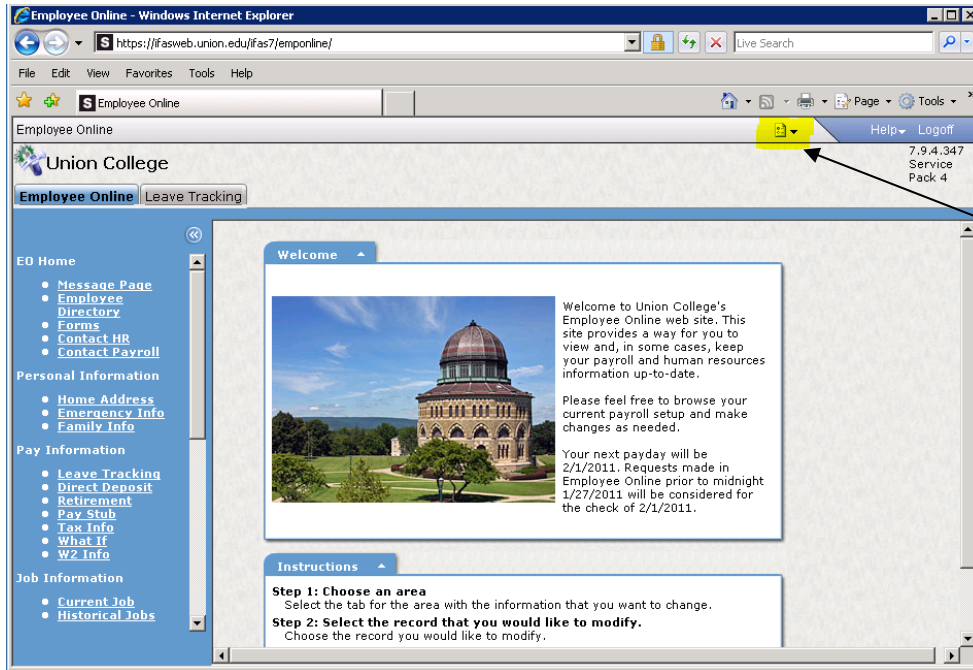 Employee Online - Windows Internet Explorer
S https://ifasweb.union.edu/ifas7/emponline/
Live Search
File Edit View Favorites Tools Help
S Employee Online
Page Tools »
Employee Online
Help Logoff
Union College
7.9.4.347
Service
Pack 4
Employee Online Leave Tracking
EO Home
Message Page
Employee
Directory
Forms
Contact HR
Contact Payroll
Personal Information
Home Address
Emergency Info
Family Info
Pay Information
Leave Tracking
Direct Deposit
Retirement
Pay Stub
Tax Info
What If
W2 Info
Job Information
Current Job
Historical Jobs
Welcome
Welcome to Union College's
Employee Online web site. This
site provides a way for you to
view and, in some cases, keep
your payroll and human resources
information up-to-date.
Please feel free to browse your
current payroll setup and make
changes as needed.
Your next payday will be
2/1/2011. Requests made in
Employee Online prior to midnight
1/27/2011 will be considered for
the check of 2/1/2011.
Instructions
Step 1: Choose an area
Select the tab for the area with the information that you want to change.
Step 2: Select the record that you would like to modify.
Choose the record you would like to modify.